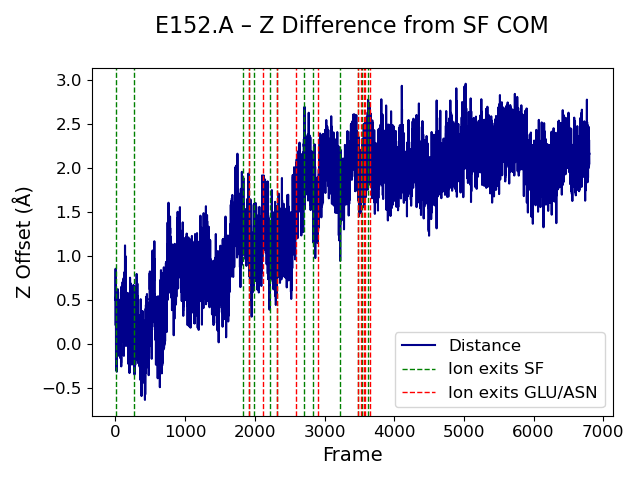 E152.A – Z Difference from SF COM
3.0
2.5
2.0
1.5
1.0
0.5
0.0
−0.5
Z Offset (Å)
Distance
Ion exits SF
Ion exits GLU/ASN
0 1000 2000 3000 4000 5000 6000 7000
Frame